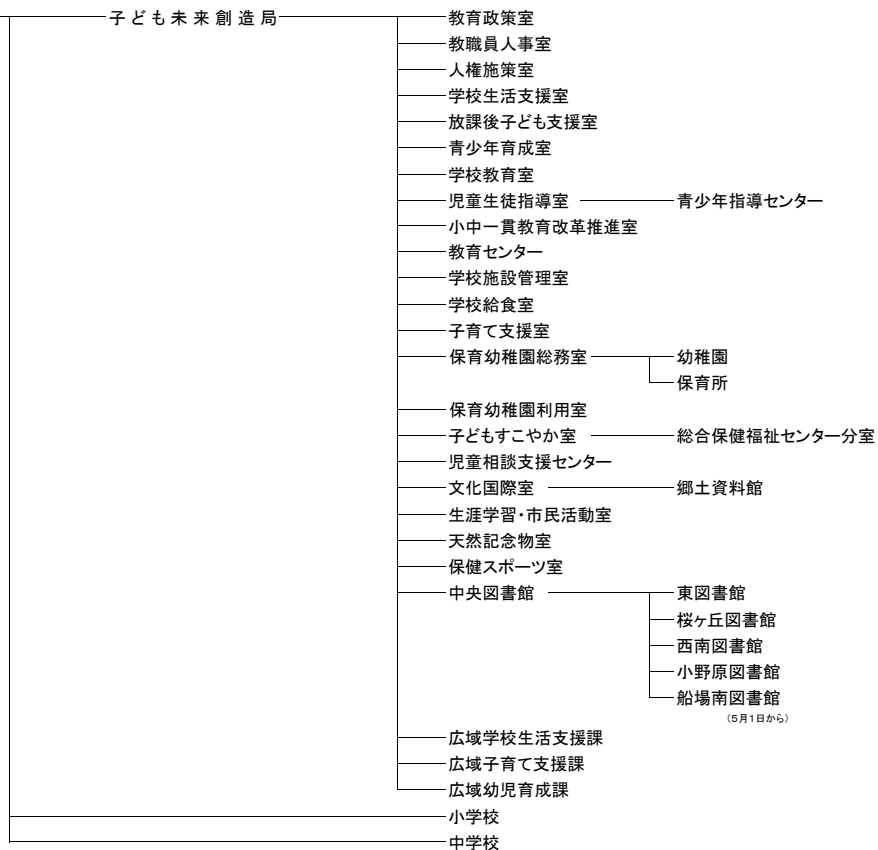 子ども未来創造局 教育政策室
教職員人事室
人権施策室
学校生活支援室
放課後子ども支援室
青少年育成室
学校教育室
児童生徒指導室 青少年指導センター
小中一貫教育改革推進室
教育センター
学校施設管理室
学校給食室
子育て支援室
保育幼稚園総務室 幼稚園
保育所
保育幼稚園利用室
子どもすこやか室 総合保健福祉センター分室
児童相談支援センター
文化国際室 郷土資料館
生涯学習・市民活動室
天然記念物室
保健スポーツ室
中央図書館 東図書館
桜ヶ丘図書館
西南図書館
小野原図書館
船場南図書館
(5月1日から)
広域学校生活支援課
広域子育て支援課
広域幼児育成課
小学校
中学校